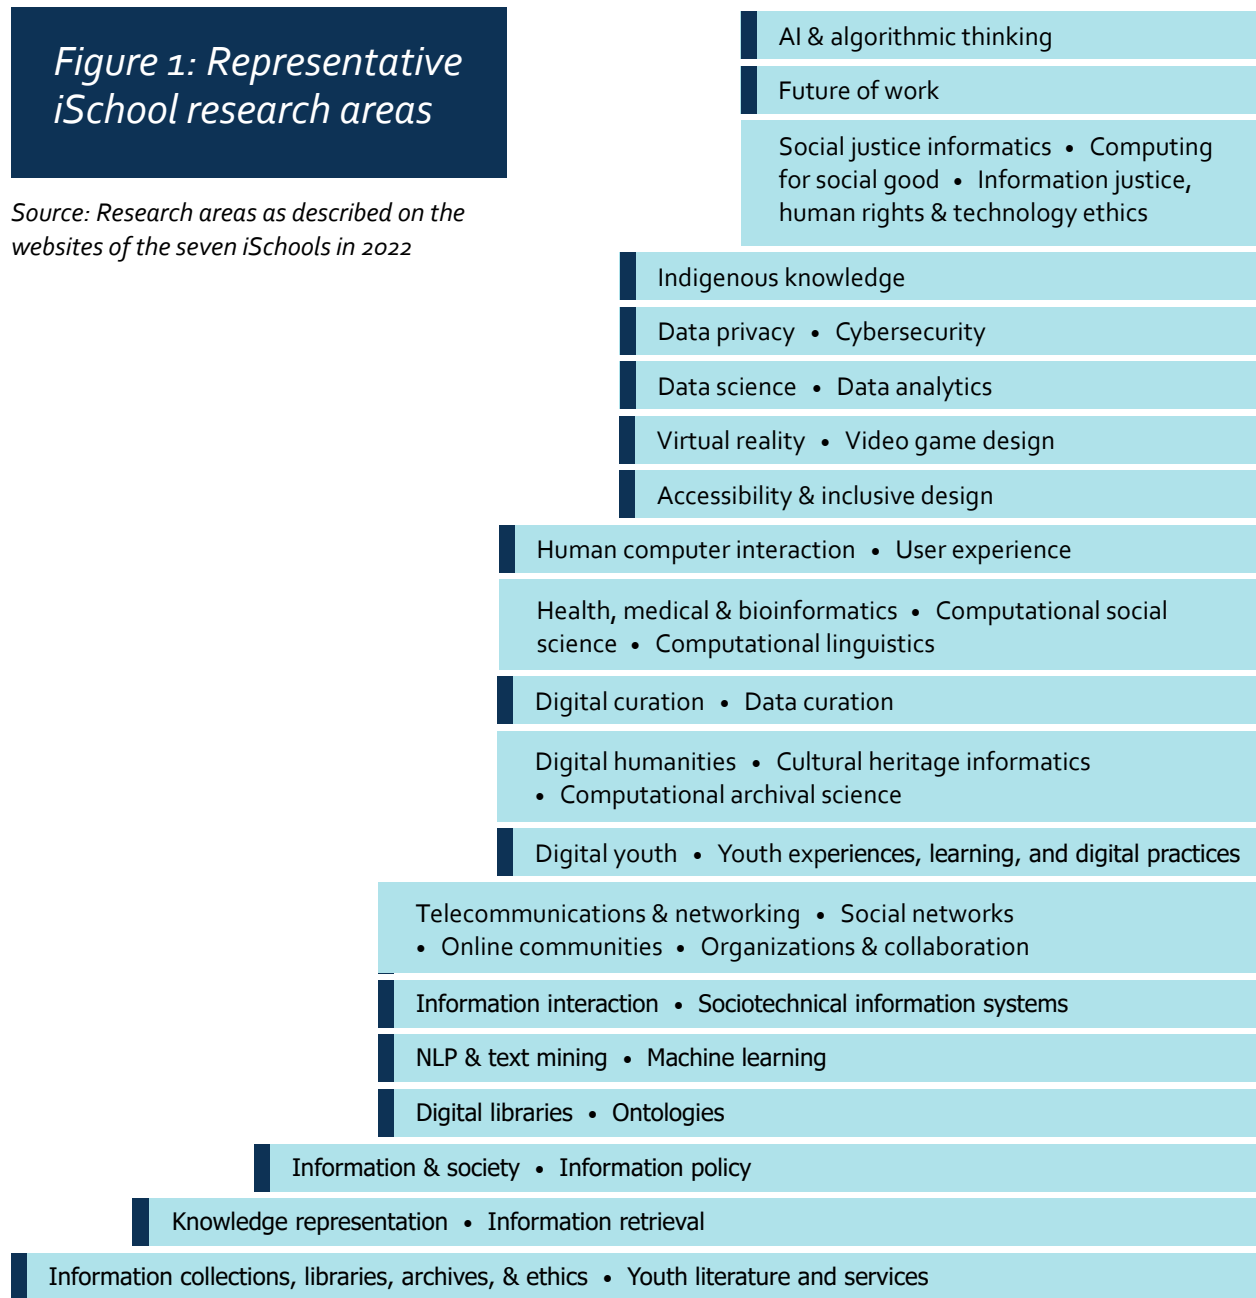 Figure 1: Representative
iSchool research areas
Source: Research areas as described on the
websites of the seven iSchools in 2022
AI & algorithmic thinking
Future of work
Social justice informatics • Computing
for social good • Information justice,
human rights & technology ethics
Indigenous knowledge
Data privacy • Cybersecurity
Data science • Data analytics
Virtual reality • Video game design
Accessibility & inclusive design
Human computer interaction • User experience
Health, medical & bioinformatics • Computational social
science • Computational linguistics
Digital curation • Data curation
Digital humanities • Cultural heritage informatics
• Computational archival science
Digital youth • Youth experiences, learning, and digital practices
Telecommunications & networking • Social networks
• Online communities • Organizations & collaboration
Information interaction • Sociotechnical information systems
NLP & text mining • Machine learning
Digital libraries • Ontologies
Information & society • Information policy
Knowledge representation • Information retrieval
Information collections, libraries, archives, & ethics • Youth literature and services